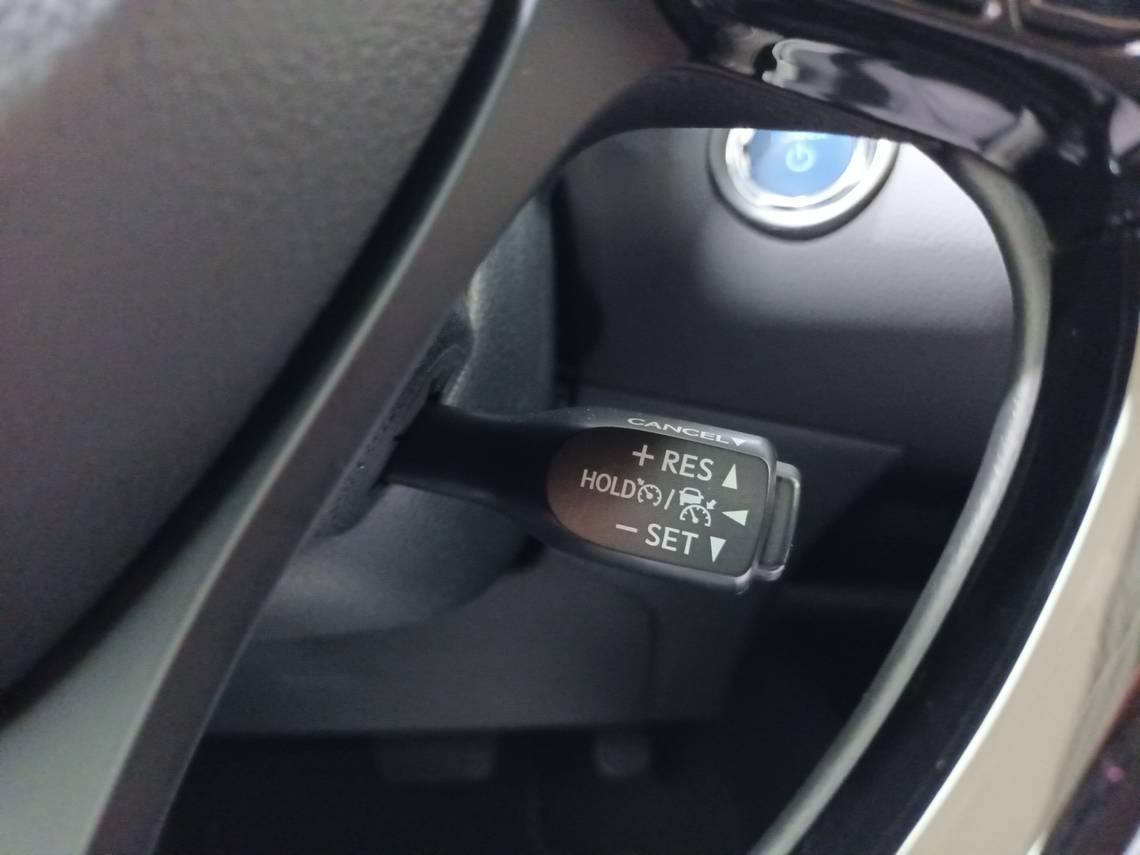 CANCEL
+ RES
HOLD /
− SET